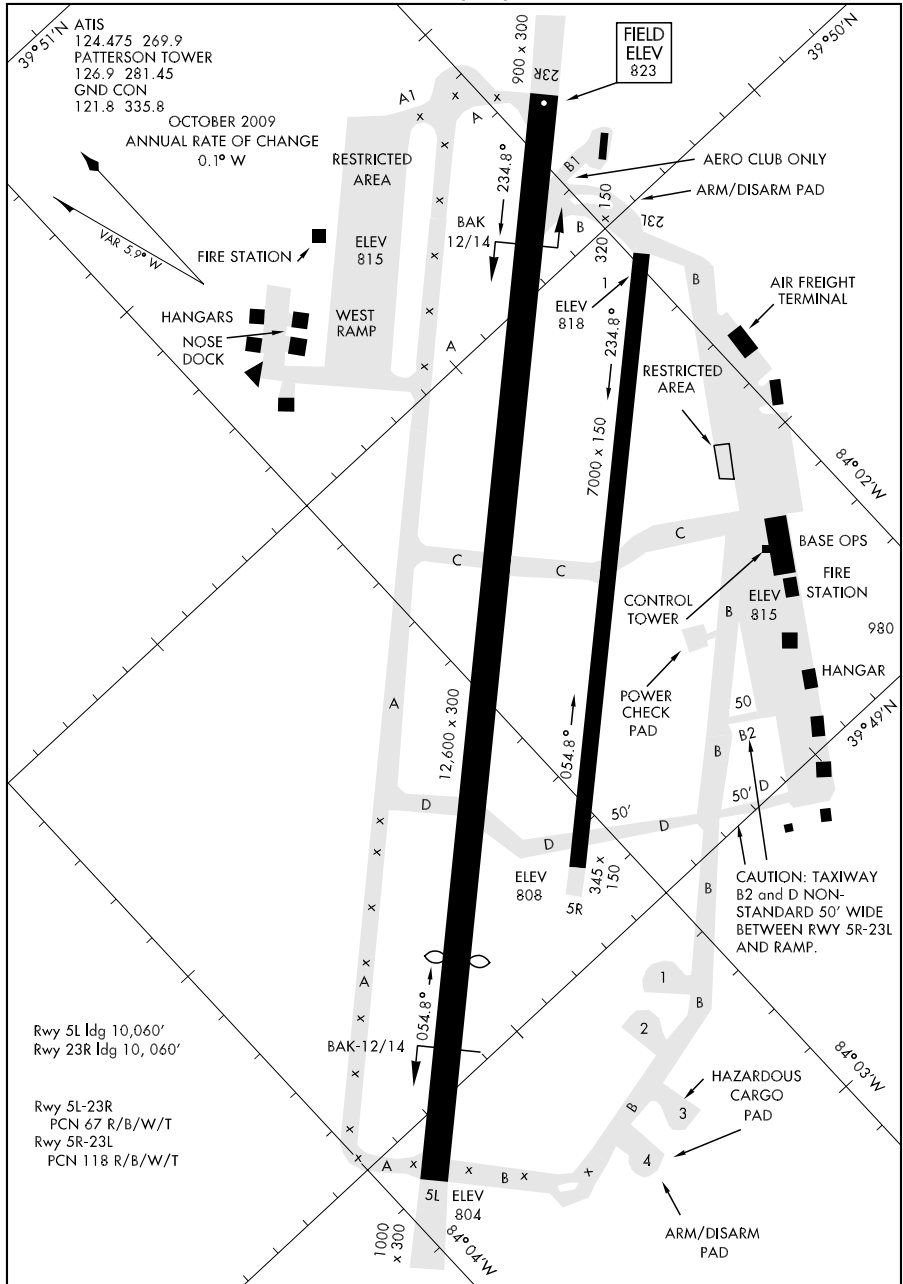 39°51'N
ATIS
124.475 269.9
PATTERSON TOWER
126.9 281.45
GND CON
121.8 335.8
OCTOBER 2009
ANNUAL RATE OF CHANGE
0.1° W
VAR 5.9° W
900 x 300
23R
FIELD
ELEV
823
39°50'N
A1
A
RESTRICTED
AREA
234.8°
B1
AERO CLUB ONLY
ARM/DISARM PAD
BAK
12/14
B
320 x 150
23L
FIRE STATION
ELEV
815
B
1
ELEV
818
AIR FREIGHT
TERMINAL
HANGARS
NOSE
DOCK
WEST
RAMP
A
234.8°
RESTRICTED
AREA
7000 x 150
84°02'W
C
C
C
BASE OPS
FIRE
STATION
CONTROL
TOWER
B
ELEV
815
980
HANGAR
POWER
CHECK
PAD
A
12,600 x 300
054.8°
50
B2
B
39°49'N
D
50'
D
50'
D
D
ELEV
808
345 x
150
5R
B
CAUTION: TAXIWAY
B2 and D NON-
STANDARD 50' WIDE
BETWEEN RWY 5R-23L
AND RAMP.
A
054.8°
1
B
2
Rwy 5L ldg 10,060'
Rwy 23R ldg 10, 060'
BAK-12/14
84°03'W
HAZARDOUS
CARGO
PAD
B
3
Rwy 5L-23R
PCN 67 R/B/W/T
Rwy 5R-23L
PCN 118 R/B/W/T
4
A
B
5L
ELEV
804
ARM/DISARM
PAD
1000
x 300
84°04'W